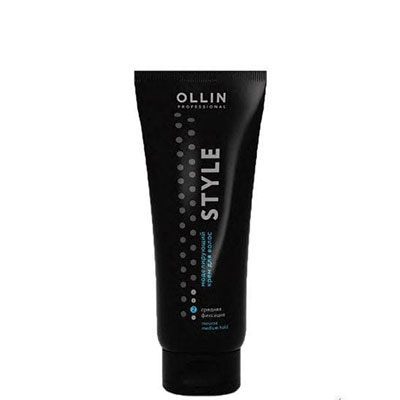 OLLIN
PROFESSIONAL
STYLE
моделирующий
крем для волос
2
средняя
фиксация
medium hold